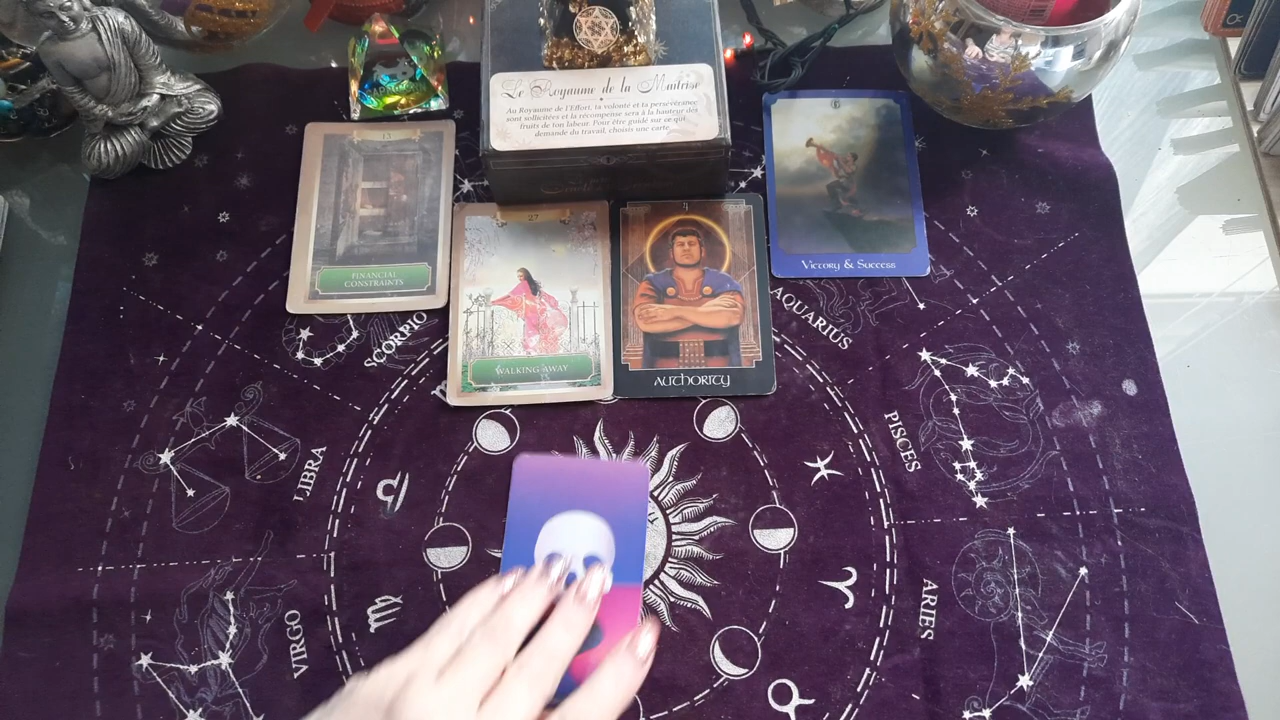 Le Royaume de la Maîtrise
Au Royaume de l'Effort, ta volonté et ta persévérance
sont sollicitées et la récompense sera à la hauteur des
fruits de ton labeur. Pour être guidé sur ce qui
demande du travail, choisis une carte.
13
FINANCIAL
CONSTRAINTS
27
WALKING AWAY
4
AUTHORITY
6
VICTORY & SUCCESS
SCORPIO
AQUARIUS
LIBRA
PISCES
VIRGO
ARIES